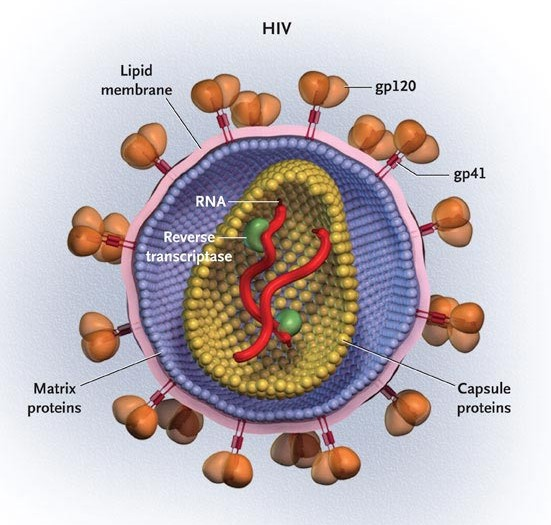 HIV
Lipid
membrane
gp120
gp41
RNA
Reverse
transcriptase
Matrix
proteins
Capsule
proteins